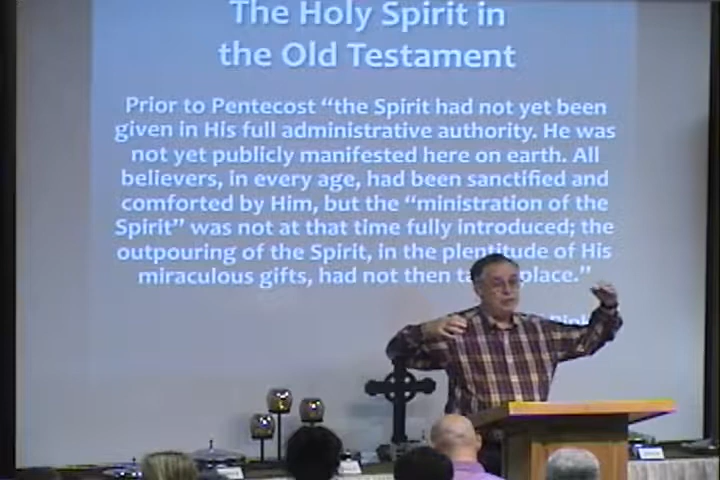 The Holy Spirit in
the Old Testament
Prior to Pentecost “the Spirit had not yet been
given in His full administrative authority. He was
not yet publicly manifested here on earth. All
believers, in every age, had been sanctified and
comforted by Him, but the “ministration of the
Spirit” was not at that time fully introduced; the
outpouring of the Spirit, in the plentitude of His
miraculous gifts, had not then place.”